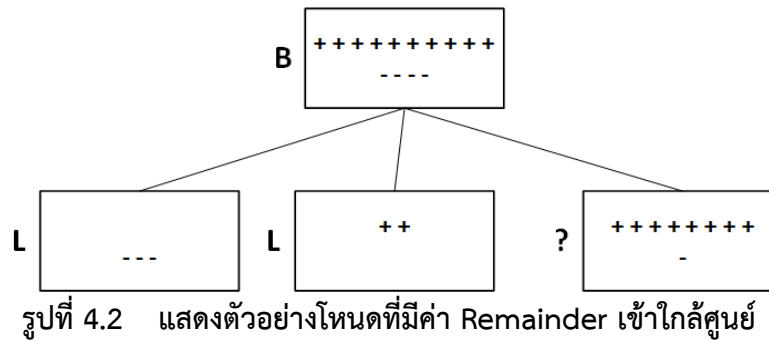 + + + + + + + + + +
B
- - - -
L
- - -
L
+ +
?
+ + + + + + + +
-
รูปที่ 4.2 แสดงตัวอย่างโหนดที่มีค่า Remainder เข้าใกล้ศูนย์